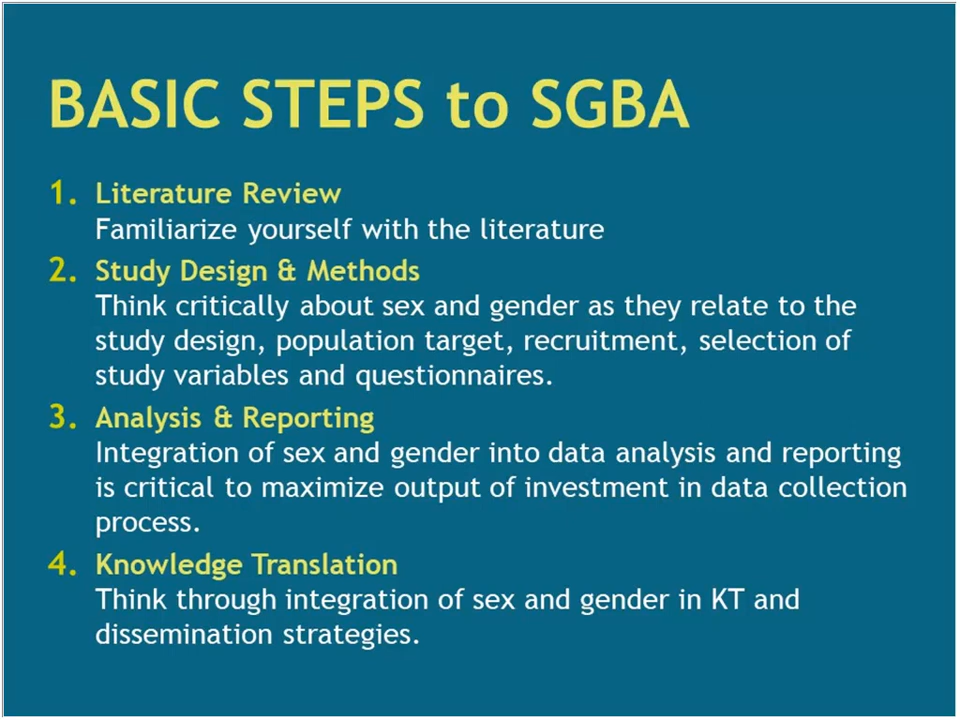 BASIC STEPS to SGBA
1. Literature Review
Familiarize yourself with the literature
2. Study Design & Methods
Think critically about sex and gender as they relate to the
study design, population target, recruitment, selection of
study variables and questionnaires.
3. Analysis & Reporting
Integration of sex and gender into data analysis and reporting
is critical to maximize output of investment in data collection
process.
4. Knowledge Translation
Think through integration of sex and gender in KT and
dissemination strategies.